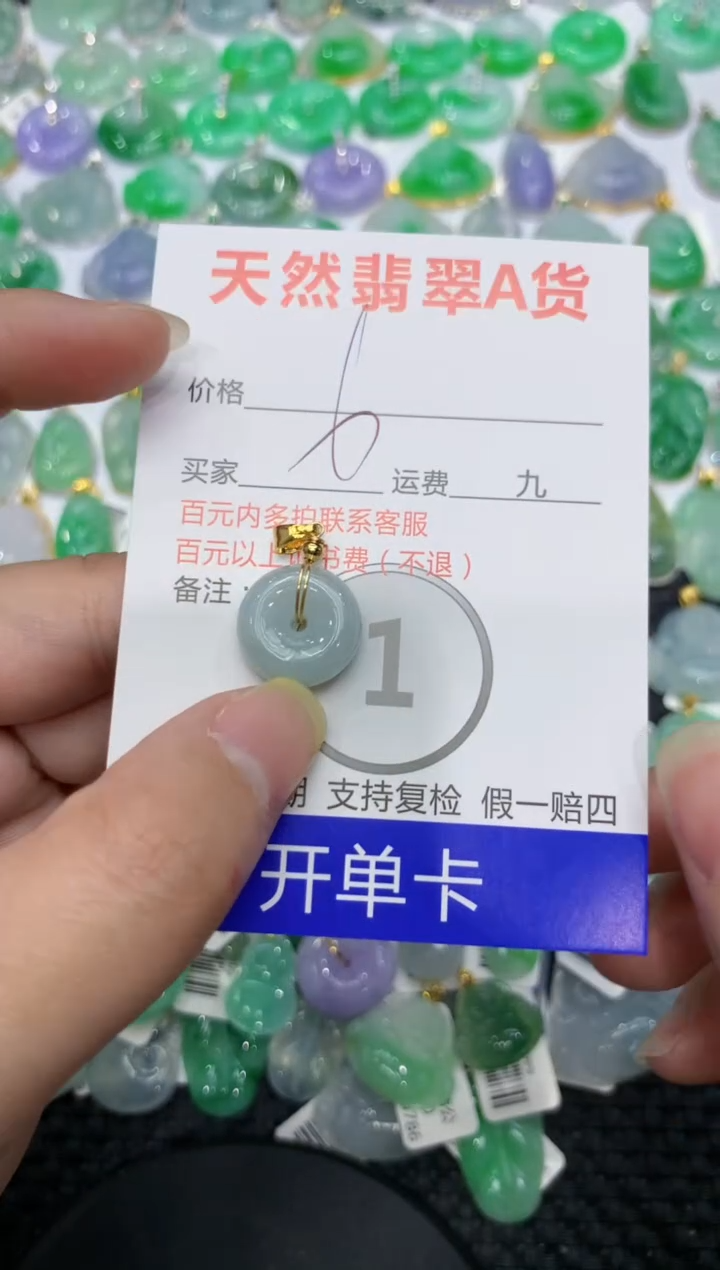 天然翡翠A货
价格 6
买家 运费 九
百元内多拍联系客服
百元以上 书费（不退）
备注：
1
期 支持复检 假一赔四
开单卡